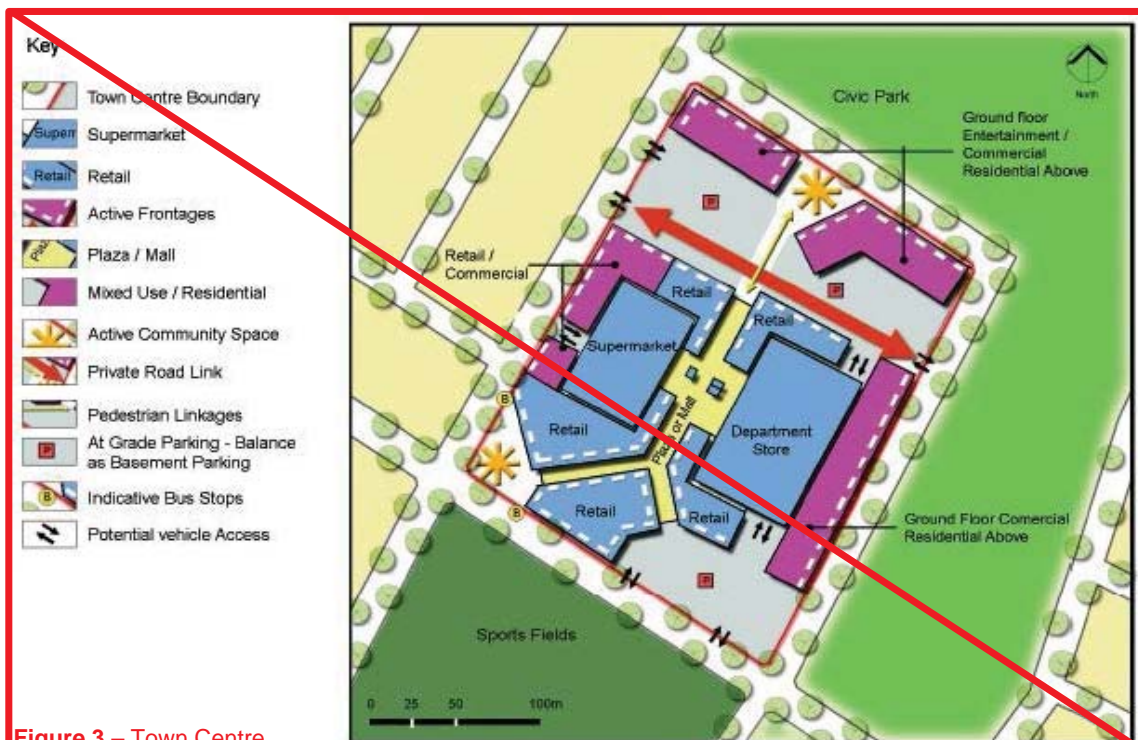 Key
Town Centre Boundary
Super
Supermarket
Retail
Retail
Active Frontages
Plaza / Mall
Mixed Use / Residential
Active Community Space
Private Road Link
Pedestrian Linkages
P
At Grade Parking - Balance
as Basement Parking
B
Indicative Bus Stops
Potential vehicle Access
Civic Park
North
Ground floor
Entertainment /
Commercial
Residential Above
P
Retail /
Commercial
Retail
P
Retail
Supermarket
B
Retail
Plaza or Mall
Department
Store
B
Retail
Retail
Ground Floor Comercial
Residential Above
P
Sports Fields
0 25 50 100m
Figure 3 – Town Centre